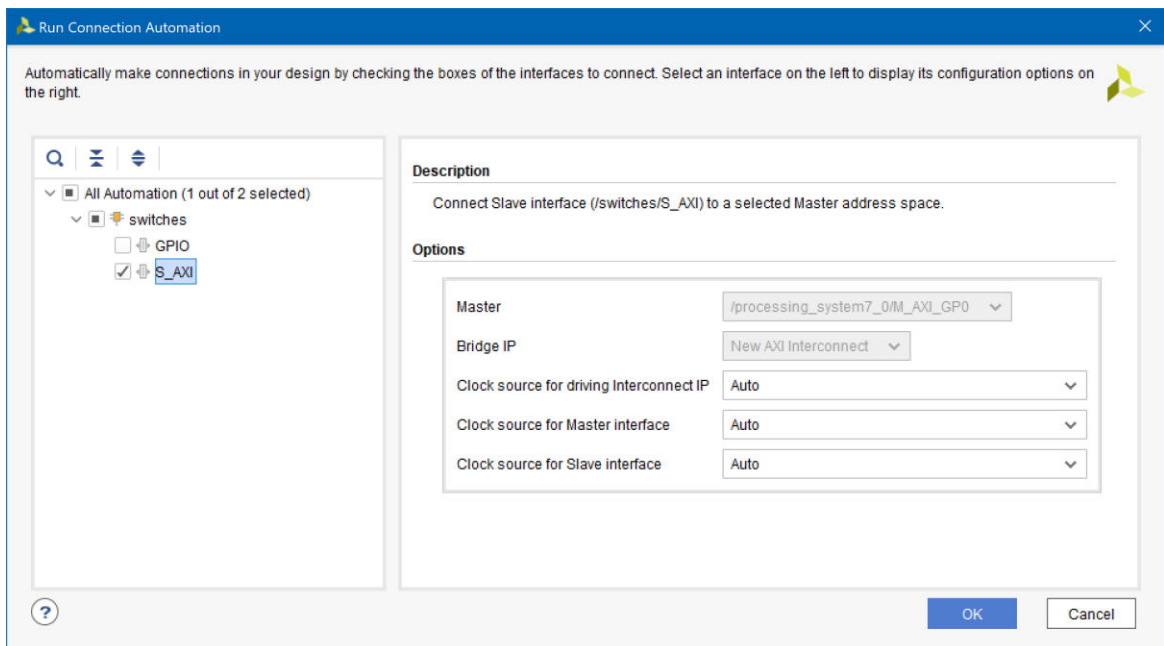 Run Connection Automation
Automatically make connections in your design by checking the boxes of the interfaces to connect. Select an interface on the left to display its configuration options on
the right.
All Automation (1 out of 2 selected)
switches
GPIO
S_AXI
Description
Connect Slave interface (/switches/S_AXI) to a selected Master address space.
Options
Master /processing_system7_0/M_AXI_GP0
Bridge IP New AXI Interconnect
Clock source for driving Interconnect IP Auto
Clock source for Master interface Auto
Clock source for Slave interface Auto
? OK Cancel